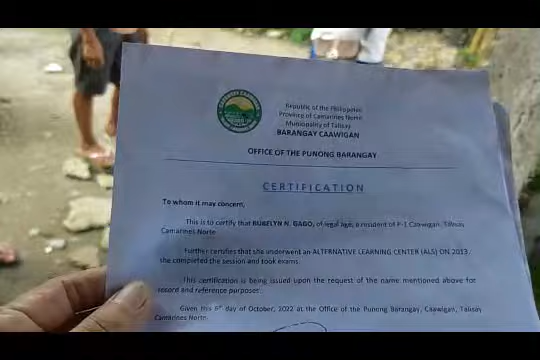 Republic of the Philippines
Province of Camarines Norte
Municipality of Talisay
BARANGAY CAAWIGAN
OFFICE OF THE PUNONG BARANGAY
CERTIFICATION
To whom it may concern,
This is to certify that RUKELYN N. GAGO, of legal age, a resident of P-1 Caawigan, Talisay
Camarines Norte.
Further certifies that she underwent an ALTERNATIVE LEARNING CENTER (ALS) ON 2013.
she completed the session and took exams.
This certification is being issued upon the request of the name mentioned above for
record and reference purposes.
Given this 6th day of October, 2022 at the Office of the Punong Barangay, Caawigan, Talisay
Camarines Norte.